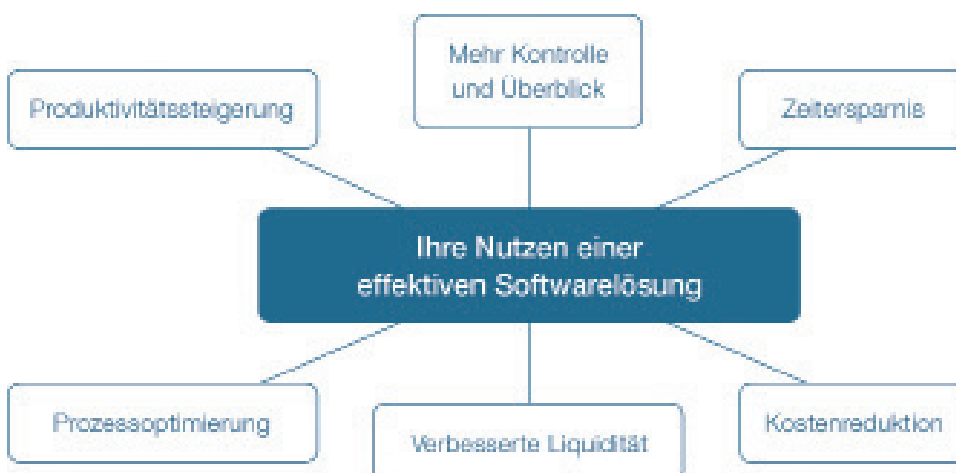 Mehr Kontrolle
und Überblick
Produktivitätssteigerung
Zeitersparnis
Ihre Nutzen einer
effektiven Softwarelösung
Prozessoptimierung
Verbesserte Liquidität
Kostenreduktion